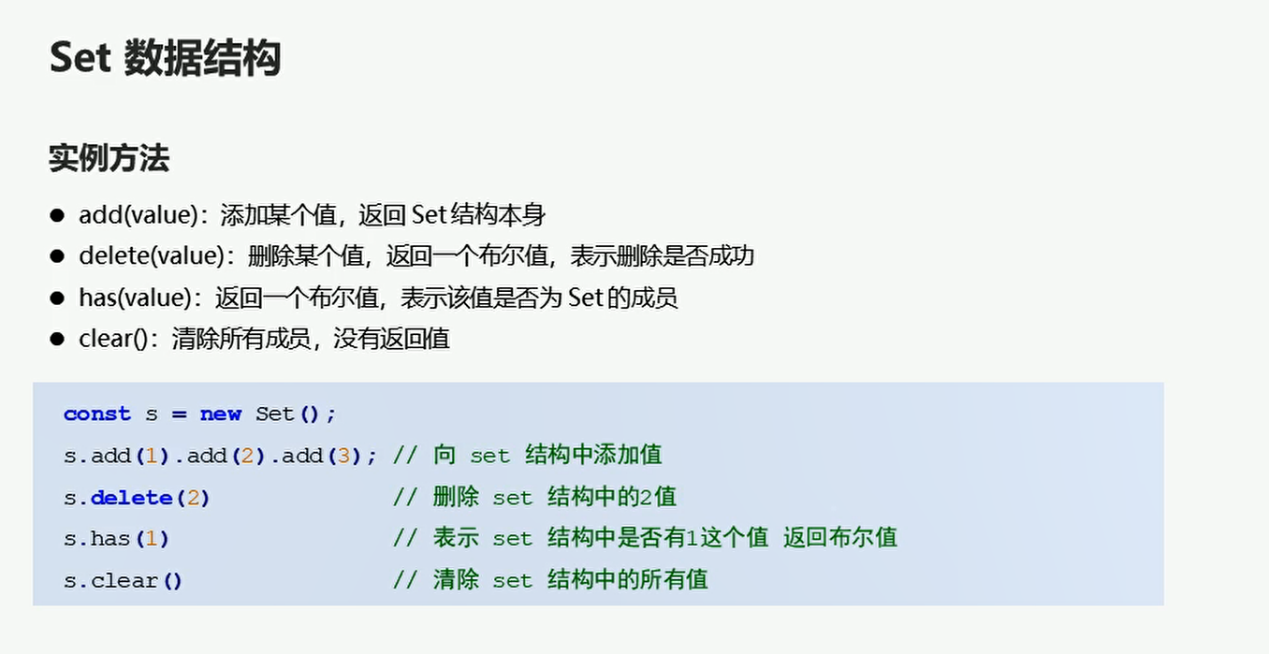 Set 数据结构
实例方法
● add(value)：添加某个值，返回 Set 结构本身
● delete(value)：删除某个值，返回一个布尔值，表示删除是否成功
● has(value)：返回一个布尔值，表示该值是否为 Set 的成员
● clear()：清除所有成员，没有返回值
const s = new Set();
s.add(1).add(2).add(3); // 向 set 结构中添加值
s.delete(2) // 删除 set 结构中的2值
s.has(1) // 表示 set 结构中是否有1这个值 返回布尔值
s.clear() // 清除 set 结构中的所有值